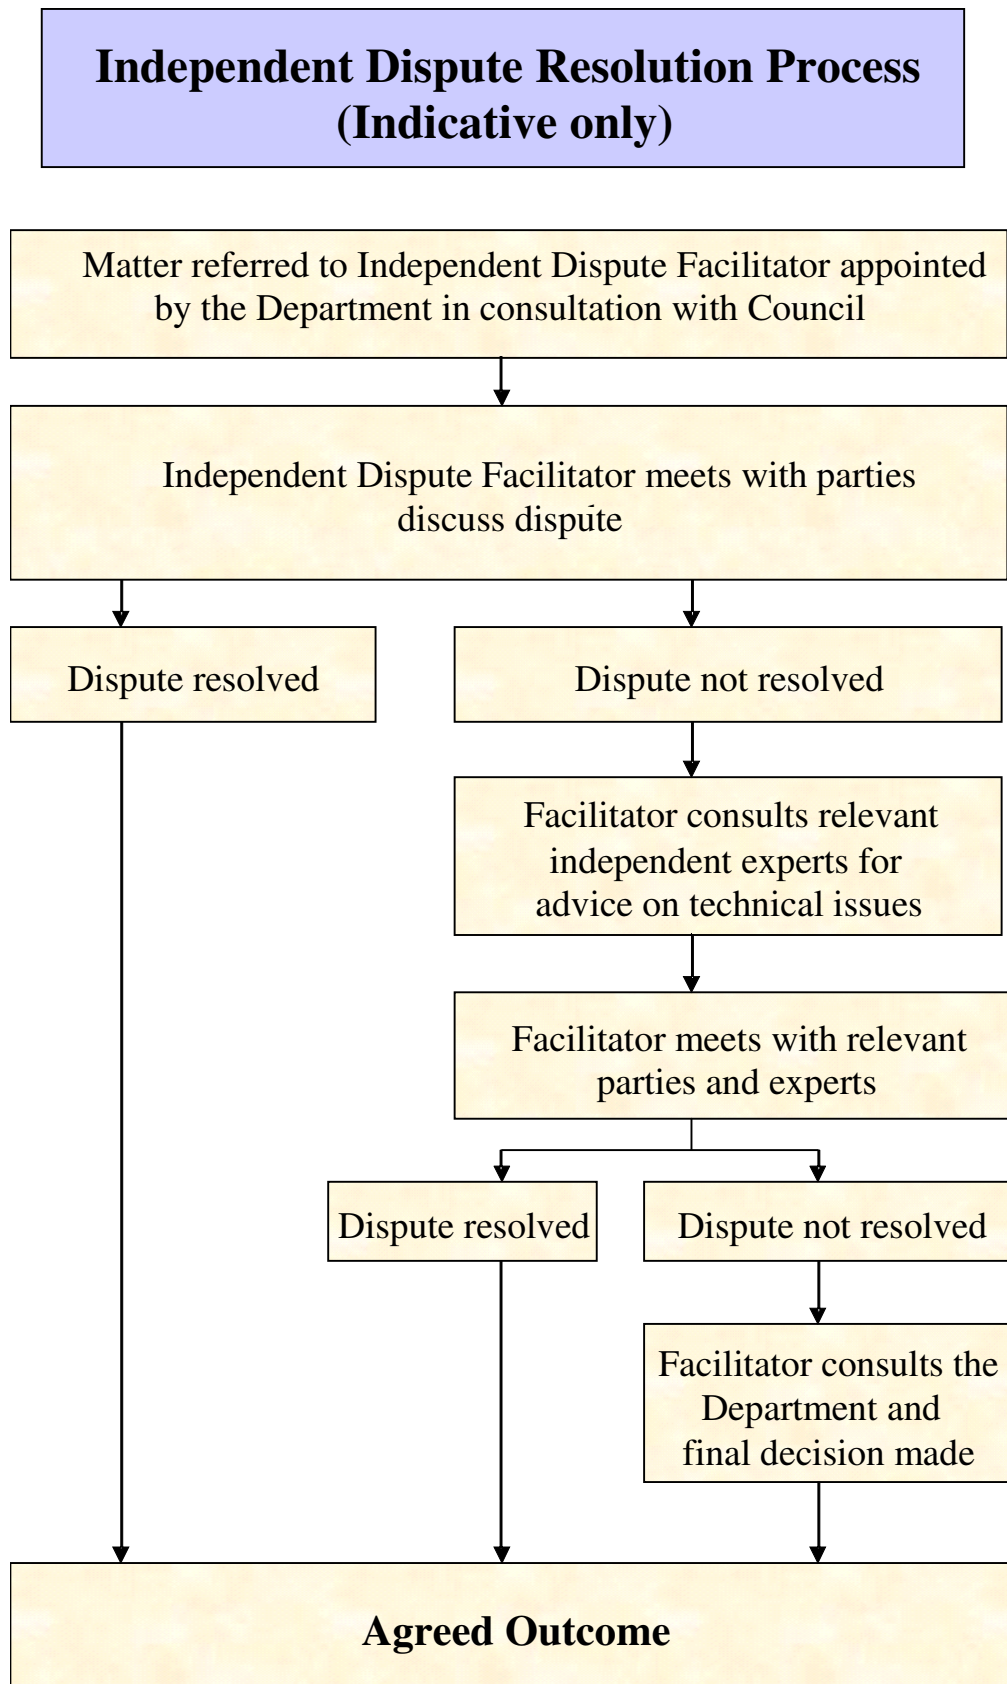 Independent Dispute Resolution Process
(Indicative only)
Matter referred to Independent Dispute Facilitator appointed
by the Department in consultation with Council
Independent Dispute Facilitator meets with parties
discuss dispute
Dispute resolved
Dispute not resolved
Facilitator consults relevant
independent experts for
advice on technical issues
Facilitator meets with relevant
parties and experts
Dispute resolved
Dispute not resolved
Facilitator consults the
Department and
final decision made
Agreed Outcome